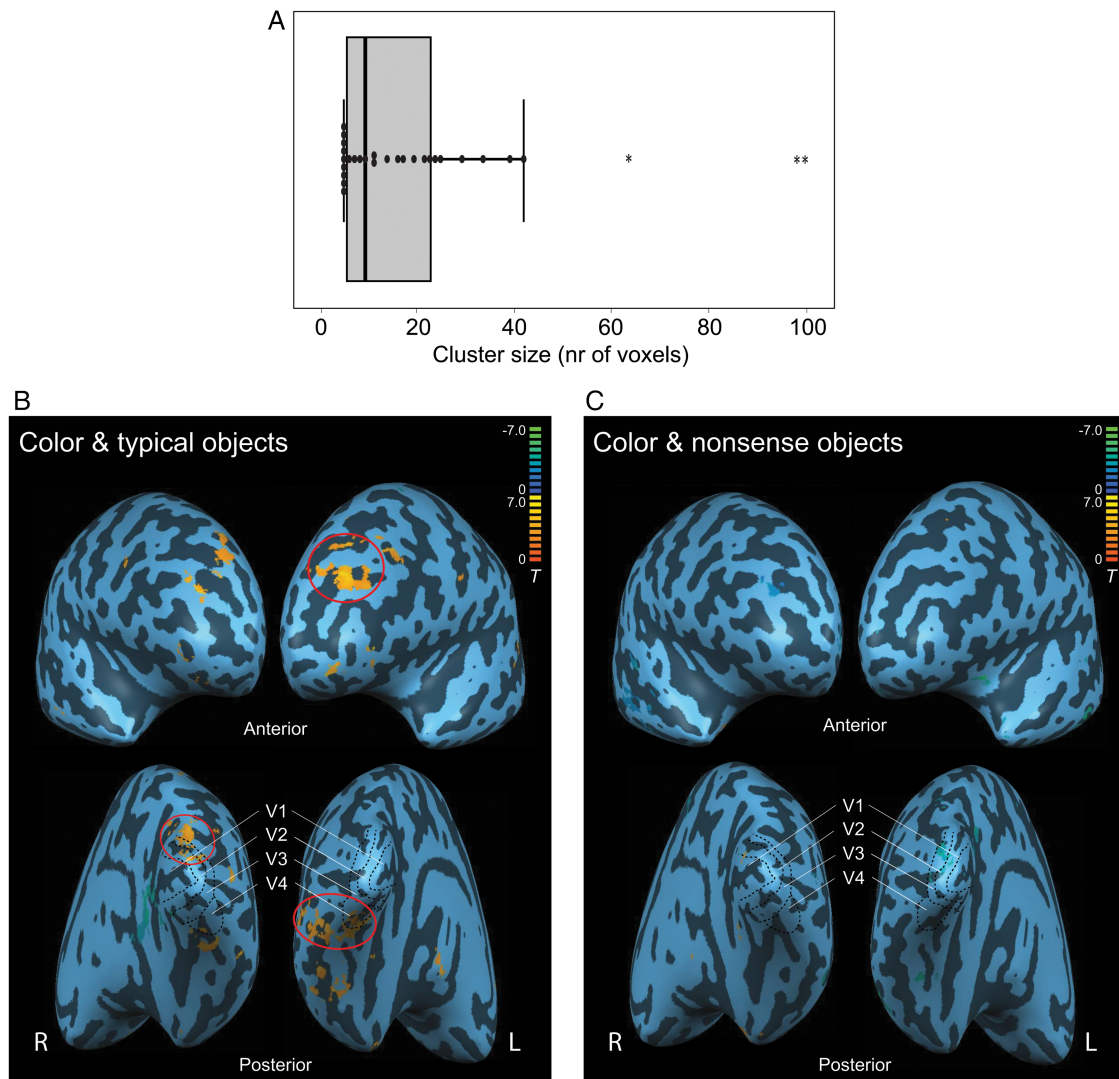 A
0 20 40 60 80 100
Cluster size (nr of voxels)
B
Color & typical objects
-7.0
0
7.0
0
T
Anterior
V1
V2
V3
V4
R
L
Posterior
C
Color & nonsense objects
-7.0
0
7.0
0
T
Anterior
V1
V2
V3
V4
R
L
Posterior